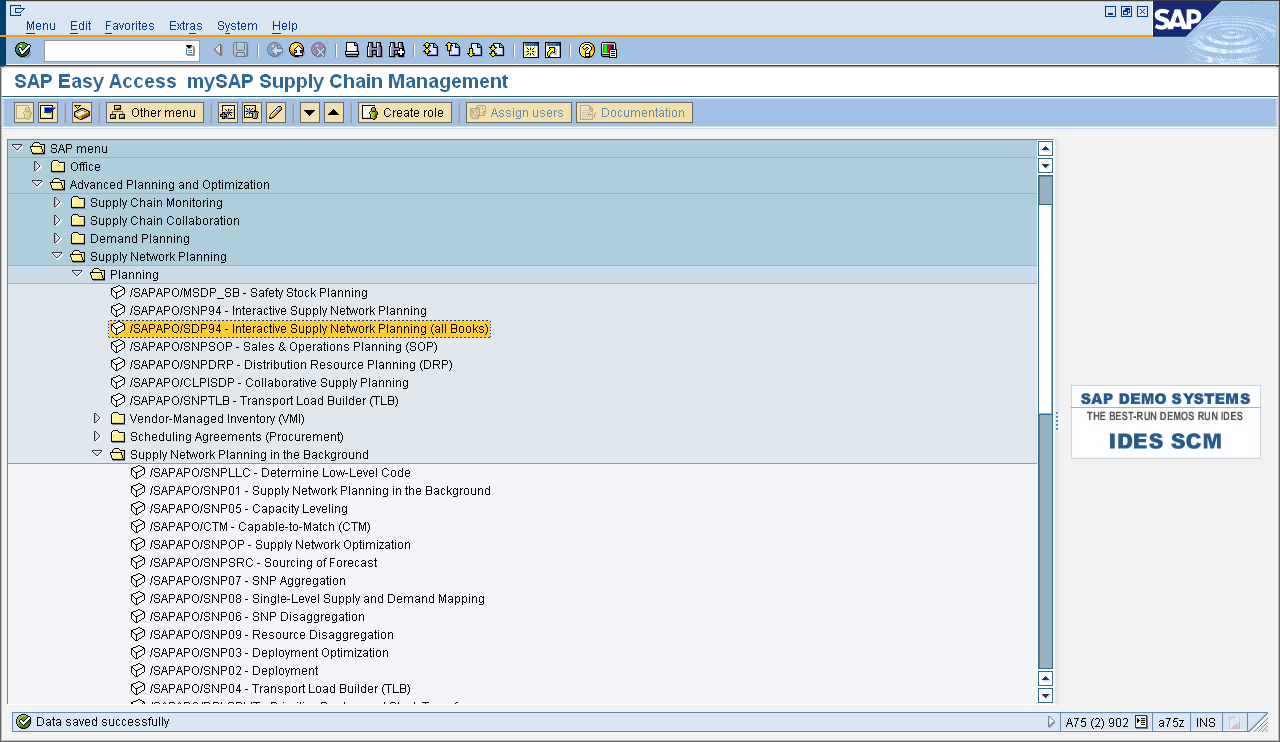 Menu Edit Favorites Extras System Help
SAP
SAP Easy Access mySAP Supply Chain Management
Other menu Create role Assign users Documentation
SAP menu
Office
Advanced Planning and Optimization
Supply Chain Monitoring
Supply Chain Collaboration
Demand Planning
Supply Network Planning
Planning
/SAPAPO/MSDP_SB - Safety Stock Planning
/SAPAPO/SNP94 - Interactive Supply Network Planning
/SAPAPO/SDP94 - Interactive Supply Network Planning (all Books)
/SAPAPO/SNPSOP - Sales & Operations Planning (SOP)
/SAPAPO/SNPDRP - Distribution Resource Planning (DRP)
/SAPAPO/CLPISDP - Collaborative Supply Planning
/SAPAPO/SNPTLB - Transport Load Builder (TLB)
Vendor-Managed Inventory (VMI)
Scheduling Agreements (Procurement)
Supply Network Planning in the Background
/SAPAPO/SNPLLC - Determine Low-Level Code
/SAPAPO/SNP01 - Supply Network Planning in the Background
/SAPAPO/SNP05 - Capacity Leveling
/SAPAPO/CTM - Capable-to-Match (CTM)
/SAPAPO/SNPOP - Supply Network Optimization
/SAPAPO/SNPSRC - Sourcing of Forecast
/SAPAPO/SNP07 - SNP Aggregation
/SAPAPO/SNP08 - Single-Level Supply and Demand Mapping
/SAPAPO/SNP06 - SNP Disaggregation
/SAPAPO/SNP09 - Resource Disaggregation
/SAPAPO/SNP03 - Deployment Optimization
/SAPAPO/SNP02 - Deployment
/SAPAPO/SNP04 - Transport Load Builder (TLB)
SAP DEMO SYSTEMS
THE BEST-RUN DEMOS RUN IDES
IDES SCM
Data saved successfully
A75 (2) 902 a75z INS